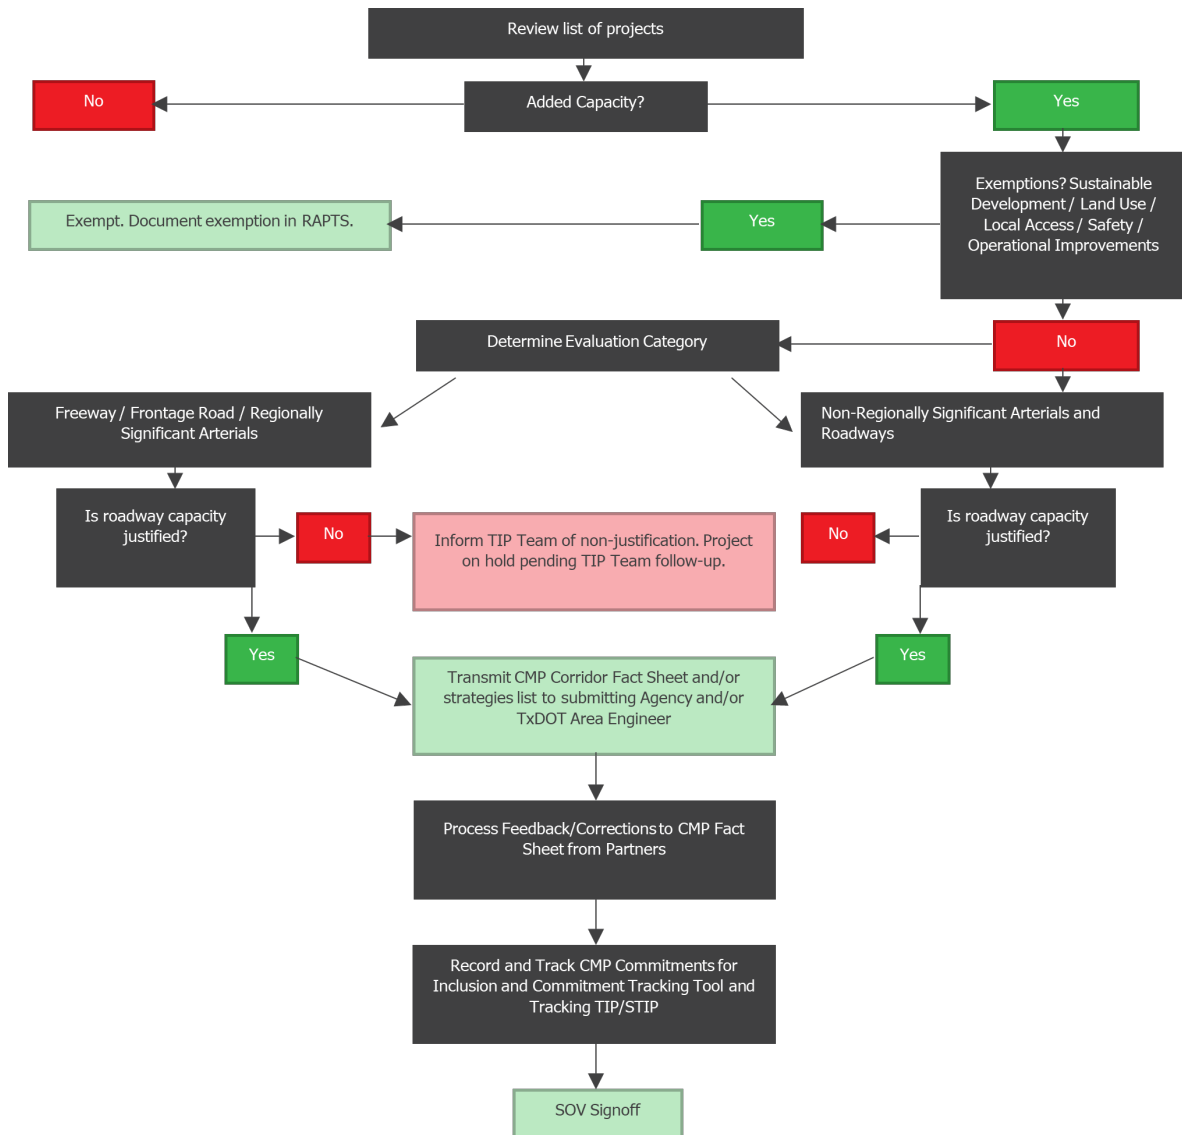 Review list of projects
No
Added Capacity?
Yes
Exemptions? Sustainable
Development / Land Use /
Local Access / Safety /
Operational Improvements
Exempt. Document exemption in RAPTS.
Yes
Determine Evaluation Category
No
Freeway / Frontage Road / Regionally
Significant Arterials
Non-Regionally Significant Arterials and
Roadways
Is roadway capacity
justified?
No
Inform TIP Team of non-justification. Project
on hold pending TIP Team follow-up.
No
Is roadway capacity
justified?
Yes
Transmit CMP Corridor Fact Sheet and/or
strategies list to submitting Agency and/or
TxDOT Area Engineer
Yes
Process Feedback/Corrections to CMP Fact
Sheet from Partners
Record and Track CMP Commitments for
Inclusion and Commitment Tracking Tool and
Tracking TIP/STIP
SOV Signoff